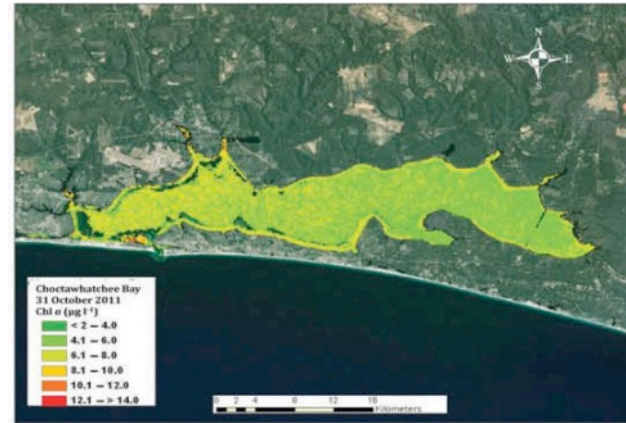 N
W E
S
Choctawhatchee Bay
31 October 2011
Chl a (µg l⁻¹)
< 2 – 4.0
4.1 – 6.0
6.1 – 8.0
8.1 – 10.0
10.1 – 12.0
12.1 – > 14.0
0 2 4 8 12 16
Kilometers